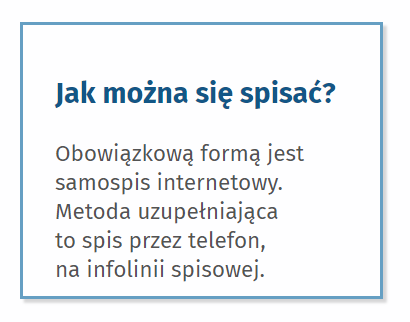 Jak można się spisać?
Obowiązkową formą jest
samospis internetowy.
Metoda uzupełniająca
to spis przez telefon,
na infolinii spisowej.